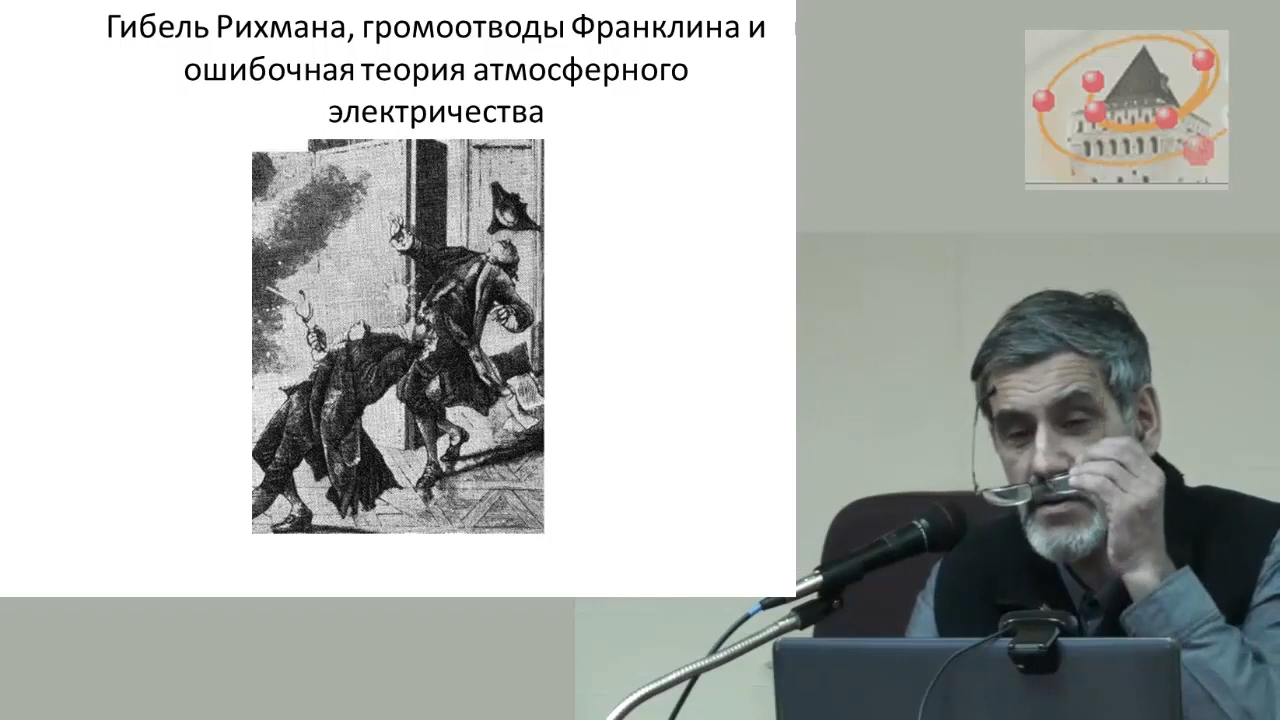 Гибель Рихмана, громоотводы Франклина и
ошибочная теория атмосферного
электричества